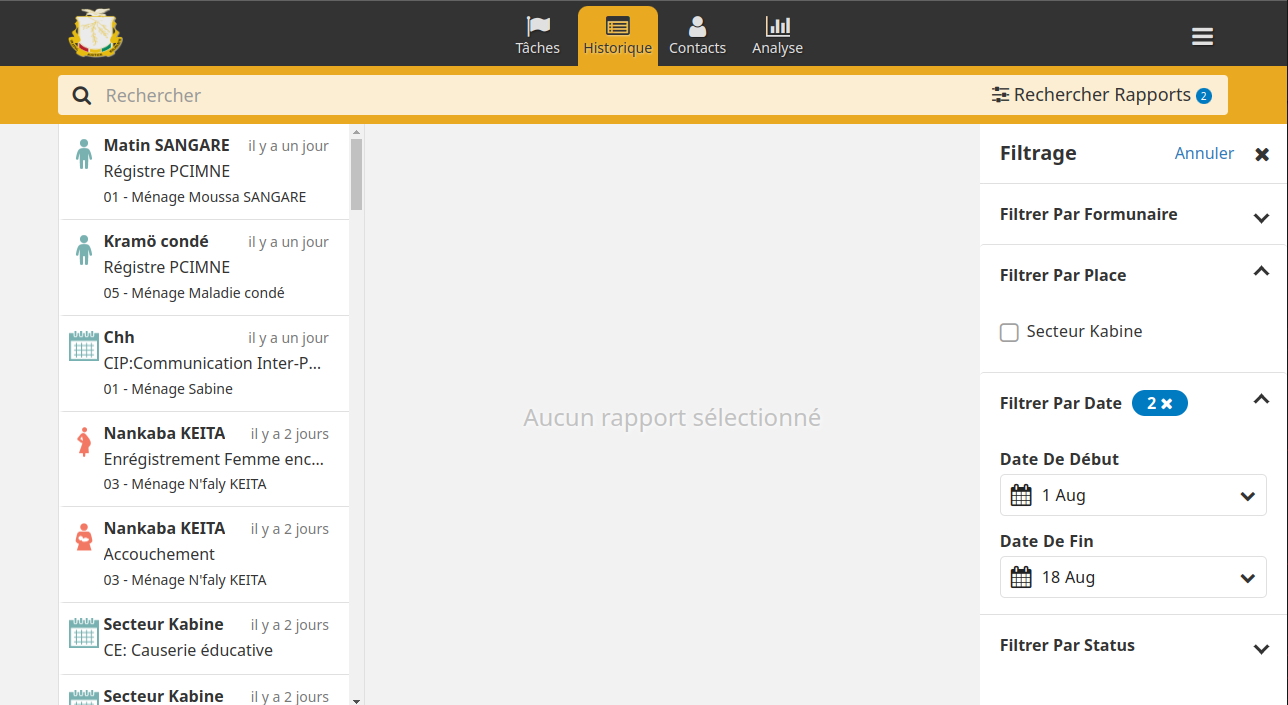 Tâches
Historique
Contacts
Analyse
Rechercher
Rechercher Rapports 2
Matin SANGARE il y a un jour
Régistre PCIMNE
01 - Ménage Moussa SANGARE
Kramö condé il y a un jour
Régistre PCIMNE
05 - Ménage Maladie condé
Chh il y a un jour
CIP:Communication Inter-P...
01 - Ménage Sabine
Nankaba KEITA il y a 2 jours
Enrégistrement Femme enc...
03 - Ménage N'faly KEITA
Nankaba KEITA il y a 2 jours
Accouchement
03 - Ménage N'faly KEITA
Secteur Kabine il y a 2 jours
CE: Causerie éducative
Secteur Kabine il y a 2 jours
Aucun rapport sélectionné
Filtrage Annuler
Filtrer Par Formunaire
Filtrer Par Place
Secteur Kabine
Filtrer Par Date 2
Date De Début
1 Aug
Date De Fin
18 Aug
Filtrer Par Status